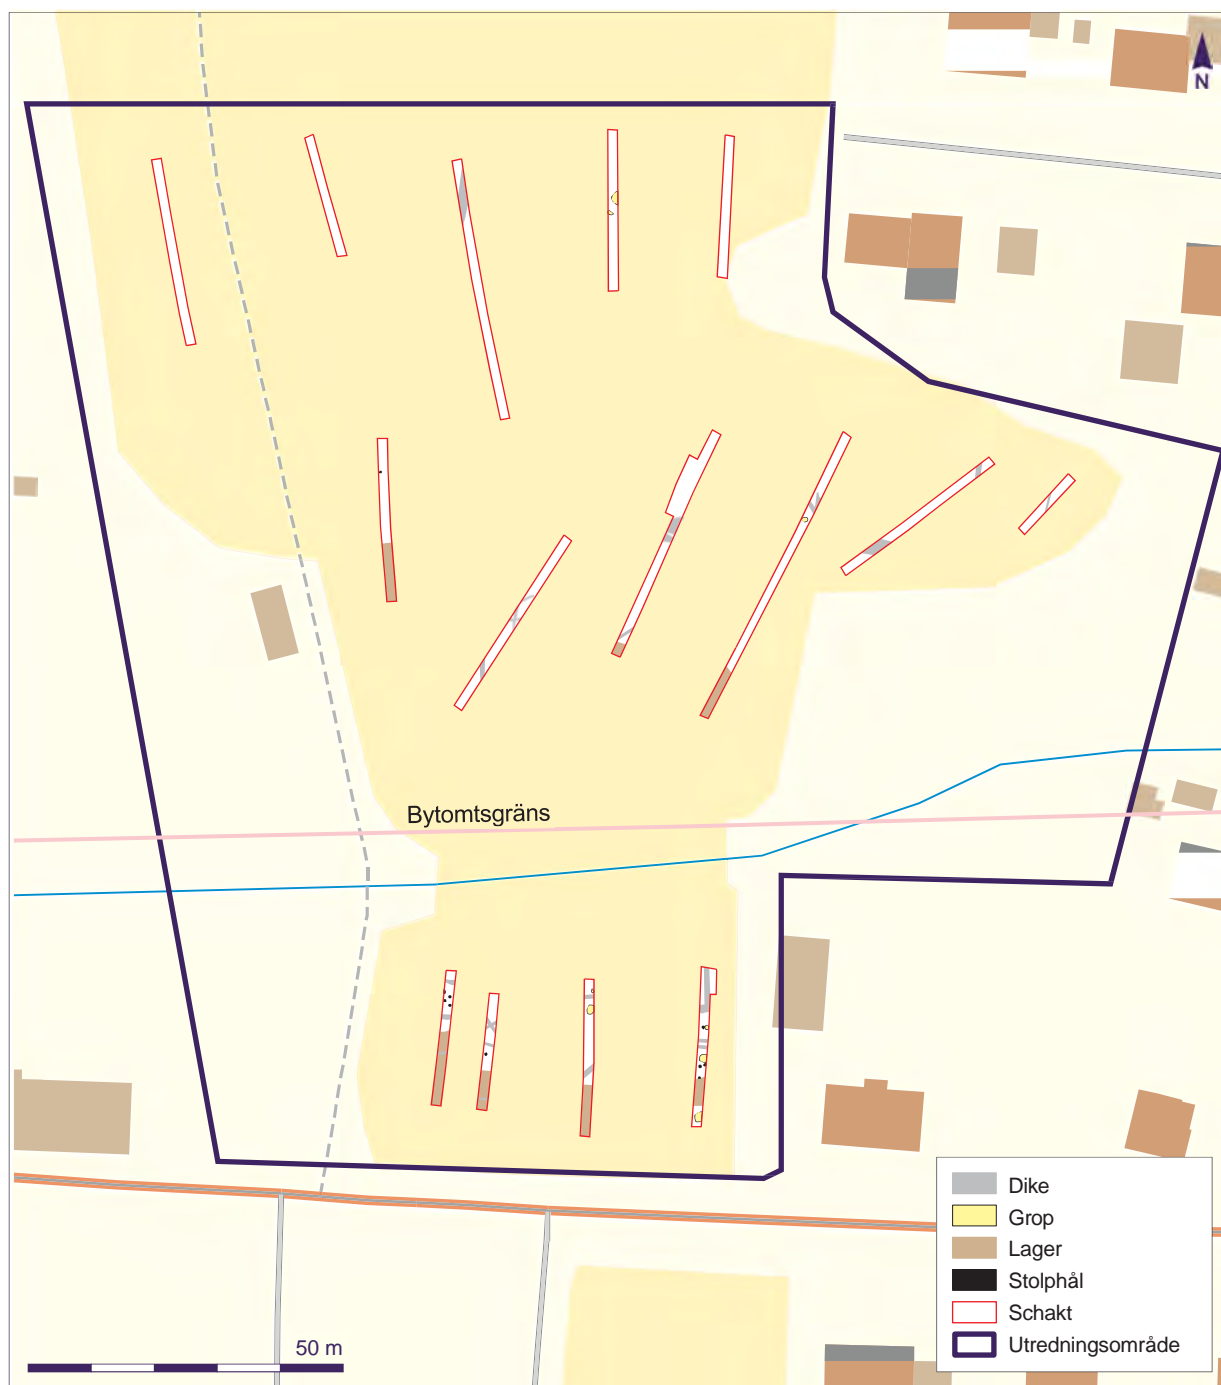 N
Bytomtsgräns
Dike
Grop
Lager
Stolphål
Schakt
Utredningsområde
50 m